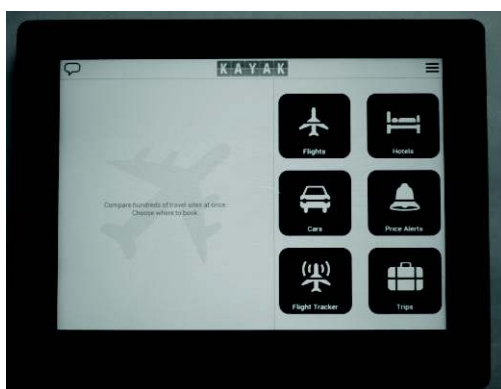 KAYAK
Compare hundreds of travel sites at once.
Choose where to book.
Flights
Hotels
Cars
Price Alerts
Flight Tracker
Trips